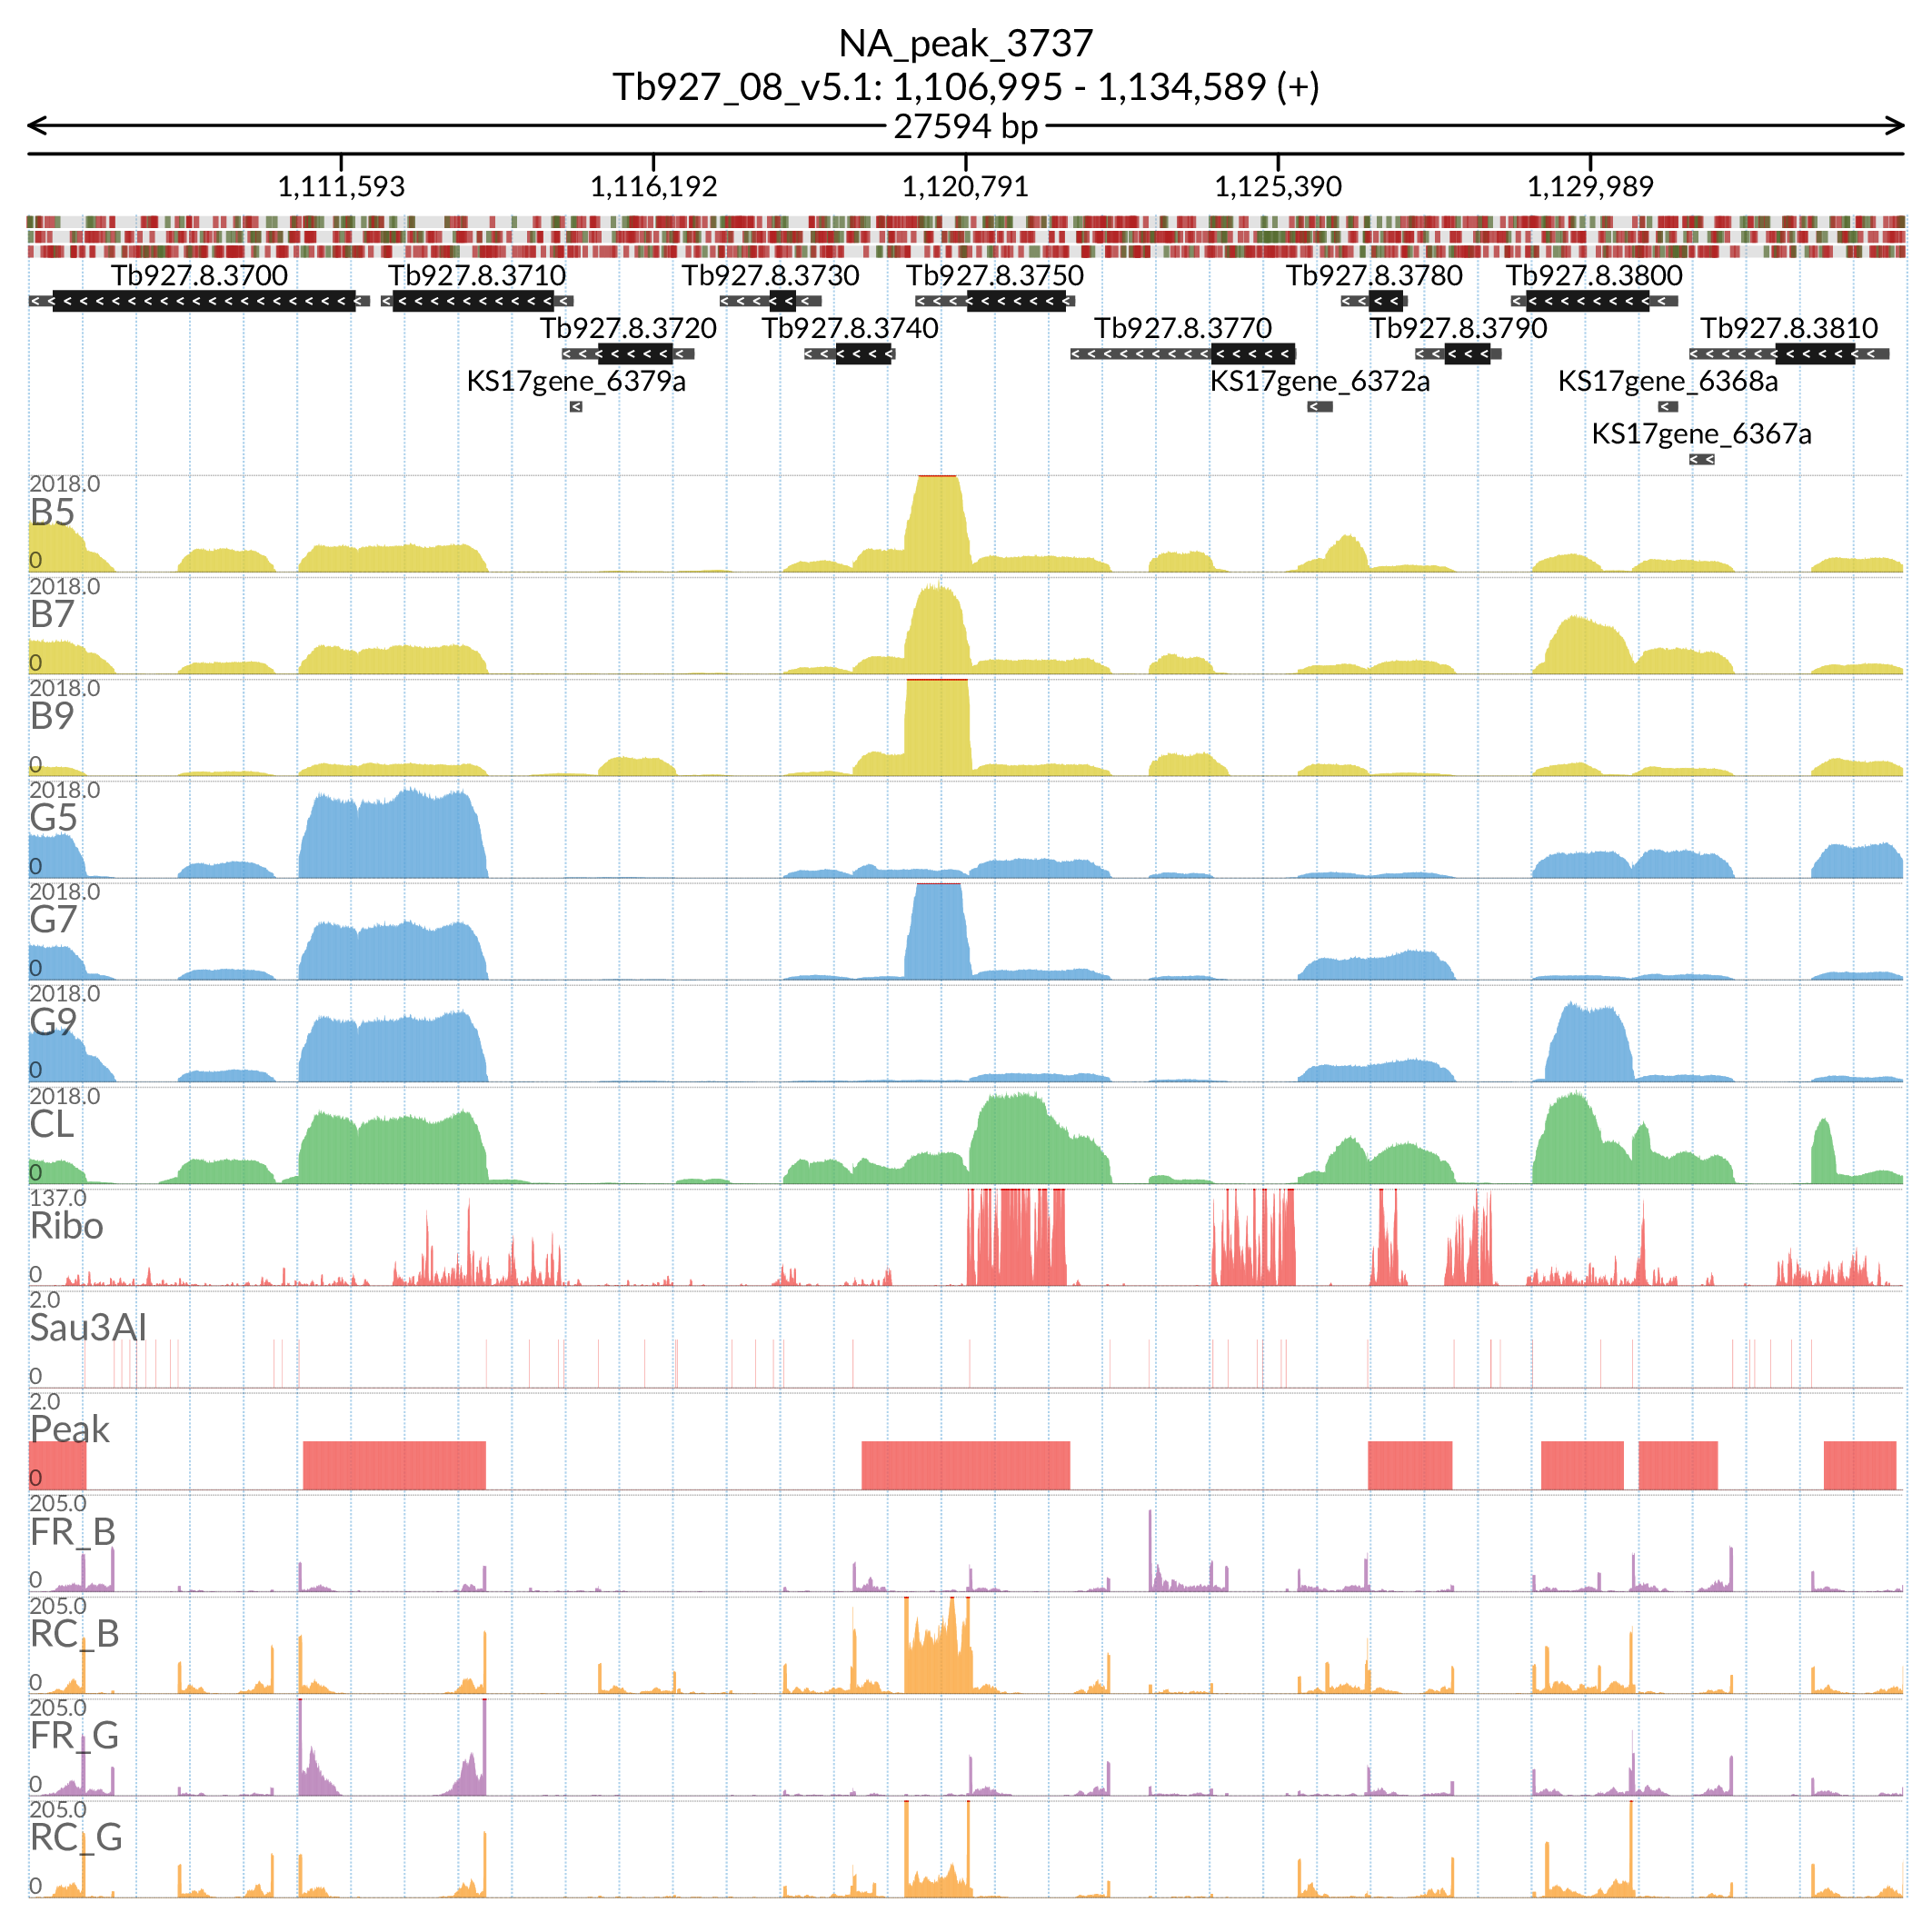 NA_peak_3737
Tb927_08_v5.1: 1,106,995 - 1,134,589 (+)
27594 bp
1,111,593 1,116,192 1,120,791 1,125,390 1,129,989
Tb927.8.3700 Tb927.8.3710 Tb927.8.3730 Tb927.8.3750 Tb927.8.3780 Tb927.8.3800
Tb927.8.3720 Tb927.8.3740 Tb927.8.3770 Tb927.8.3790 Tb927.8.3810
KS17gene_6379a KS17gene_6372a KS17gene_6368a
KS17gene_6367a
2018.0
B5
0
2018.0
B7
0
2018.0
B9
0
2018.0
G5
0
2018.0
G7
0
2018.0
G9
0
2018.0
CL
0
137.0
Ribo
0
2.0
Sau3AI
0
2.0
Peak
0
205.0
FR_B
0
205.0
RC_B
0
205.0
FR_G
0
205.0
RC_G
0